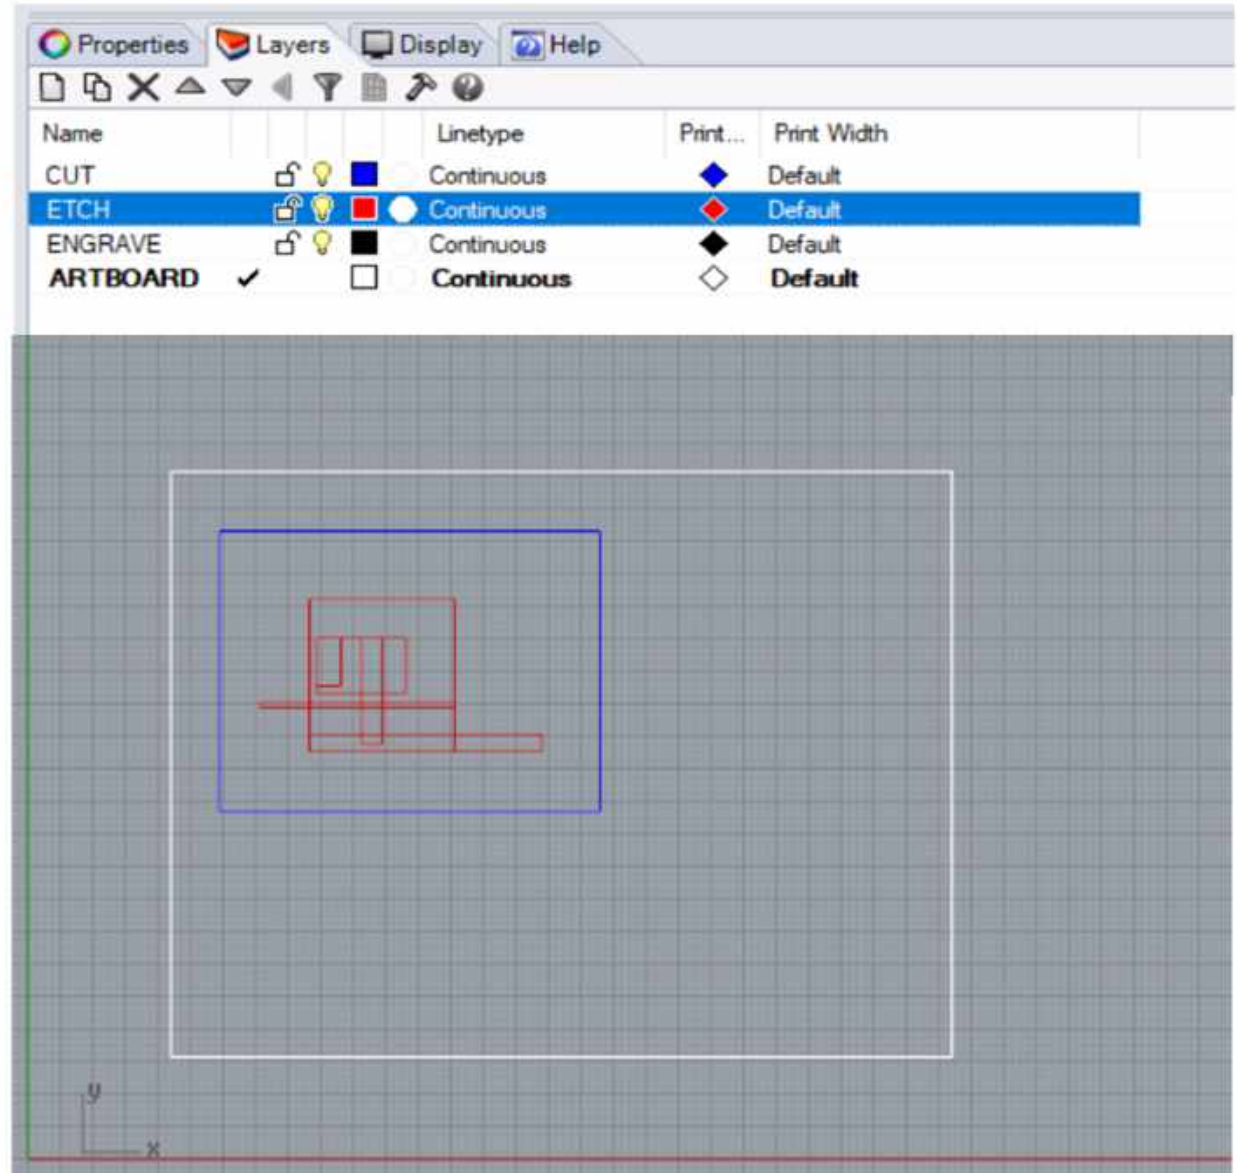 Properties Layers Display Help
Name Linetype Print... Print Width
CUT Continuous Default
ETCH Continuous Default
ENGRAVE Continuous Default
ARTBOARD Continuous Default
y
x